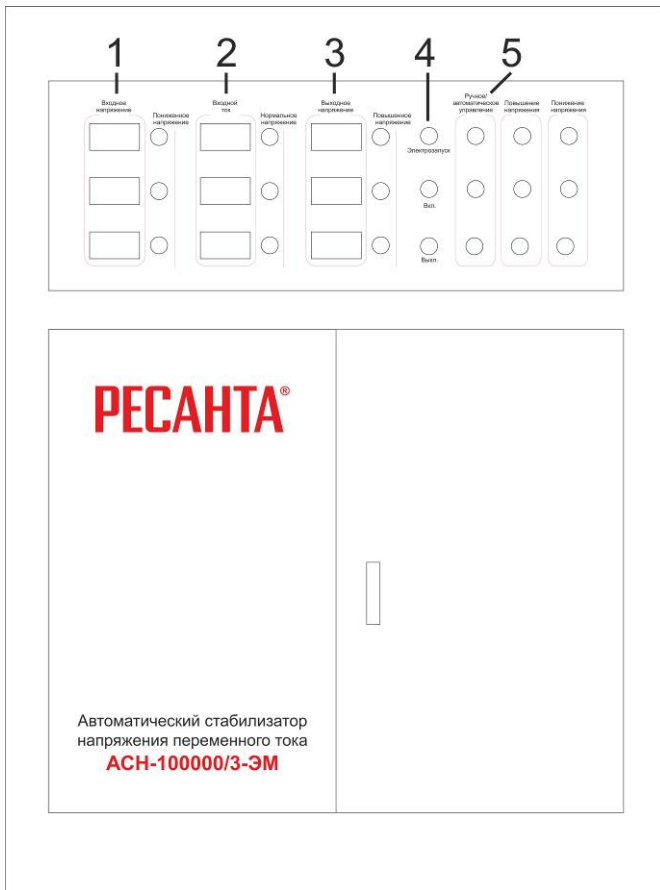 1 2 3 4 5
Входное
напряжение
Пониженное
напряжение
Входной
ток
Нормальное
напряжение
Выходное
напряжение
Повышенное
напряжение
Электрозапуск
Вкл.
Выкл.
Ручное/
автоматическое
управление
Повышение
напряжения
Понижение
напряжения
РЕСАНТА®
Автоматический стабилизатор
напряжения переменного тока
АСН-100000/3-ЭМ